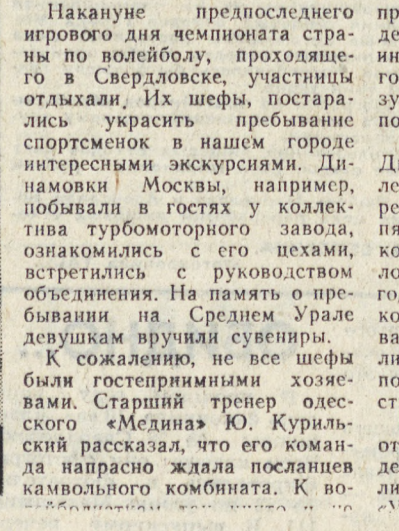 Накануне предпоследнего
игрового дня чемпионата стра-
ны по волейболу, проходяще-
го в Свердловске, участницы
отдыхали. Их шефы, постара-
лись украсить пребывание
спортсменок в нашем городе
интересными экскурсиями. Ди-
намовки Москвы, например,
побывали в гостях у коллек-
тива турбомоторного завода,
ознакомились с его цехами,
встретились с руководством
объединения. На память о пре-
бывании на Среднем Урале
девушкам вручили сувениры.
К сожалению, не все шефы
были гостеприимными хозяе-
вами. Старший тренер одес-
ского «Медина» Ю. Куриль-
ский рассказал, что его коман-
да напрасно ждала посланцев
камвольного комбината. К во-